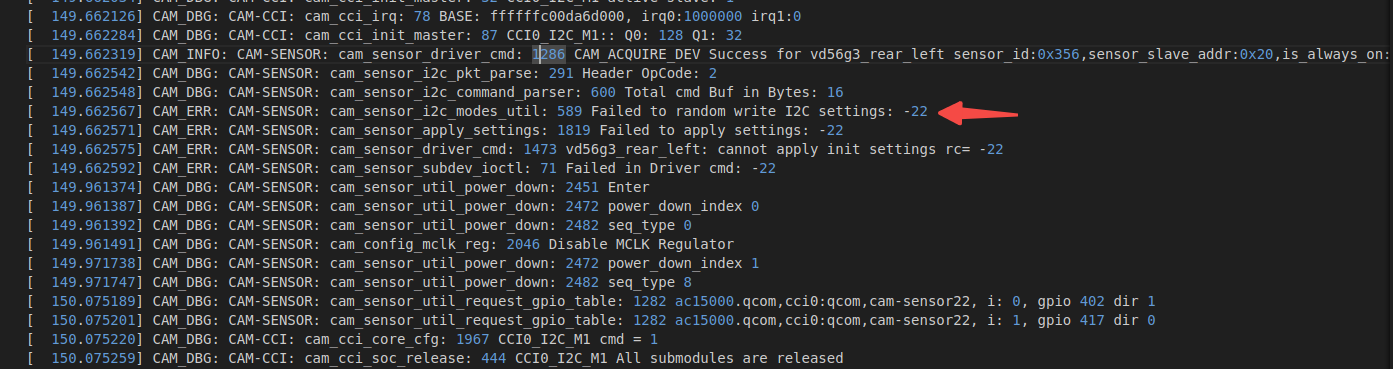 [  149.662126] CAM_DBG: CAM-CCI: cam_cci_irq: 78 BASE: ffffffc00da6d000, irq0:1000000 irq1:0
[  149.662284] CAM_DBG: CAM-CCI: cam_cci_init_master: 87 CCI0_I2C_M1:: Q0: 128 Q1: 32
[  149.662319] CAM_INFO: CAM-SENSOR: cam_sensor_driver_cmd: 1286 CAM_ACQUIRE_DEV Success for vd56g3_rear_left sensor_id:0x356,sensor_slave_addr:0x20,is_always_on:
[  149.662542] CAM_DBG: CAM-SENSOR: cam_sensor_i2c_pkt_parse: 291 Header OpCode: 2
[  149.662548] CAM_DBG: CAM-SENSOR: cam_sensor_i2c_command_parser: 600 Total cmd Buf in Bytes: 16
[  149.662567] CAM_ERR: CAM-SENSOR: cam_sensor_i2c_modes_util: 589 Failed to random write I2C settings: -22
[  149.662571] CAM_ERR: CAM-SENSOR: cam_sensor_apply_settings: 1819 Failed to apply settings: -22
[  149.662575] CAM_ERR: CAM-SENSOR: cam_sensor_driver_cmd: 1473 vd56g3_rear_left: cannot apply init settings rc= -22
[  149.662592] CAM_ERR: CAM-SENSOR: cam_sensor_subdev_ioctl: 71 Failed in Driver cmd: -22
[  149.961374] CAM_DBG: CAM-SENSOR: cam_sensor_util_power_down: 2451 Enter
[  149.961387] CAM_DBG: CAM-SENSOR: cam_sensor_util_power_down: 2472 power_down_index 0
[  149.961392] CAM_DBG: CAM-SENSOR: cam_sensor_util_power_down: 2482 seq_type 0
[  149.961491] CAM_DBG: CAM-SENSOR: cam_config_mclk_reg: 2046 Disable MCLK Regulator
[  149.971738] CAM_DBG: CAM-SENSOR: cam_sensor_util_power_down: 2472 power_down_index 1
[  149.971747] CAM_DBG: CAM-SENSOR: cam_sensor_util_power_down: 2482 seq_type 8
[  150.075189] CAM_DBG: CAM-SENSOR: cam_sensor_util_request_gpio_table: 1282 ac15000.qcom,cci0:qcom,cam-sensor22, i: 0, gpio 402 dir 1
[  150.075201] CAM_DBG: CAM-SENSOR: cam_sensor_util_request_gpio_table: 1282 ac15000.qcom,cci0:qcom,cam-sensor22, i: 1, gpio 417 dir 0
[  150.075220] CAM_DBG: CAM-CCI: cam_cci_core_cfg: 1967 CCI0_I2C_M1 cmd = 1
[  150.075259] CAM_DBG: CAM-CCI: cam_cci_soc_release: 444 CCI0_I2C_M1 All submodules are released